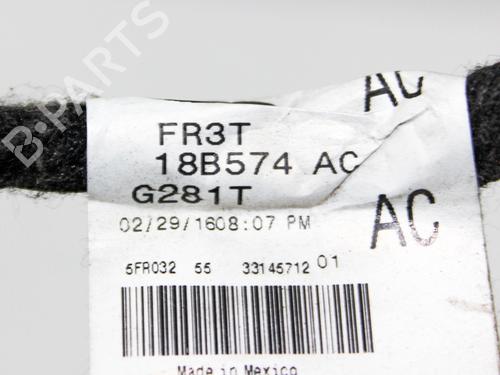 AC
FR3T
18B574 AC
G281T
02/29/1608:07 PM
AC
5FR032 55 33145712 01
Made in Mexico
B-PARTS